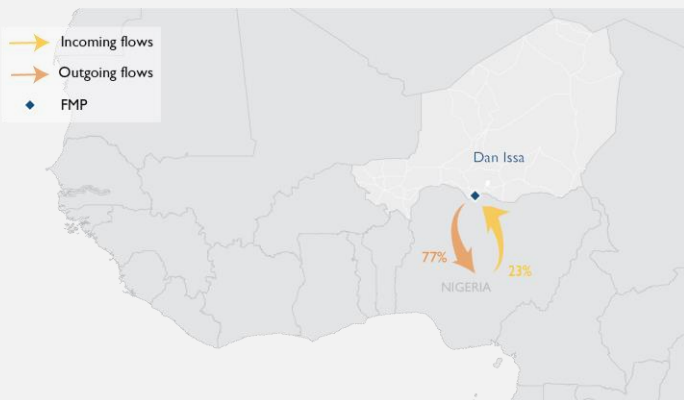 Incoming flows
Outgoing flows
FMP
Dan Issa
77%
23%
NIGERIA